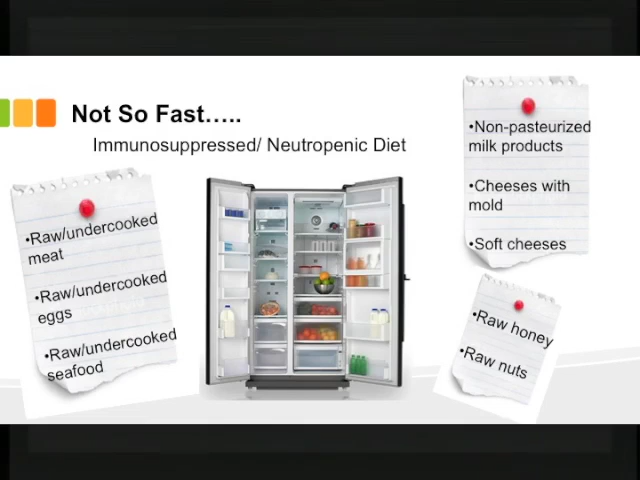 Not So Fast…..
Immunosuppressed/ Neutropenic Diet
•Raw/undercooked
meat
•Raw/undercooked
eggs
•Raw/undercooked
seafood
•Non-pasteurized
milk products
•Cheeses with
mold
•Soft cheeses
•Raw honey
•Raw nuts